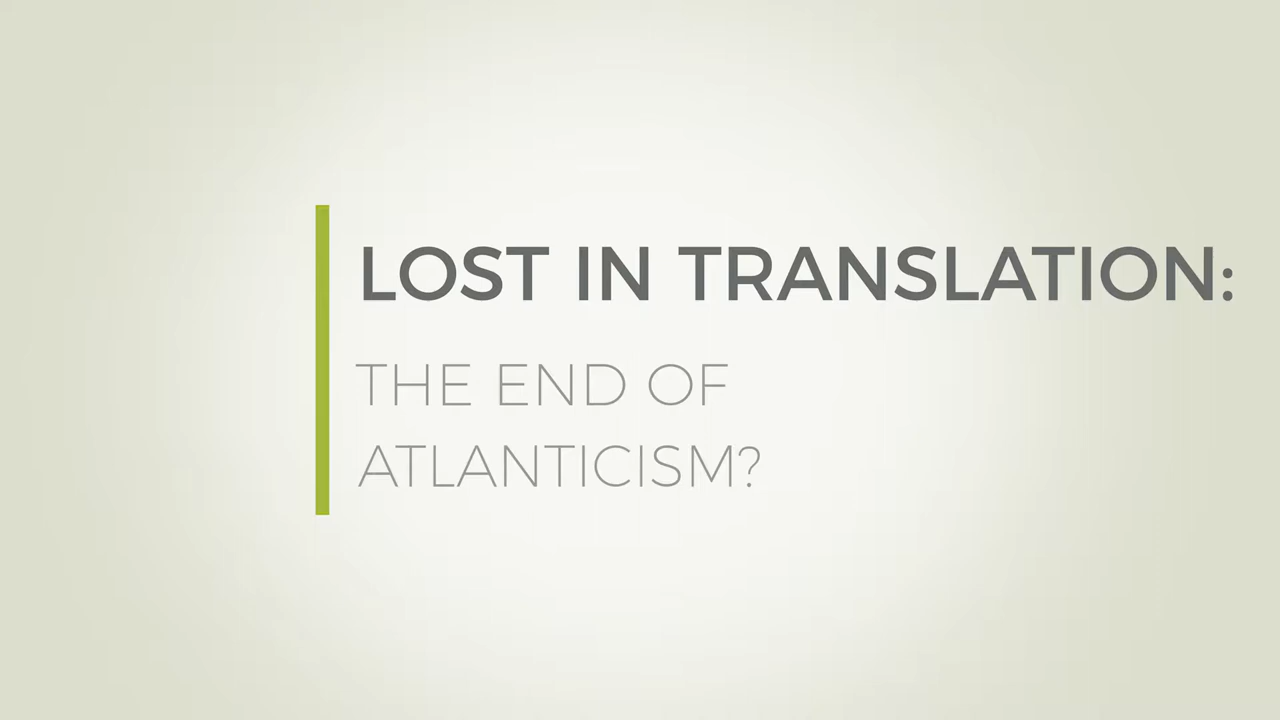 LOST IN TRANSLATION:
THE END OF
ATLANTICISM?